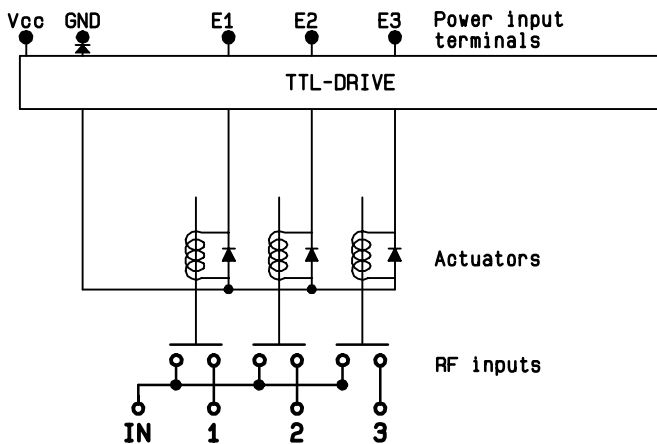 Vcc GND E1 E2 E3 Power input
terminals
TTL-DRIVE
Actuators
RF inputs
IN 1 2 3